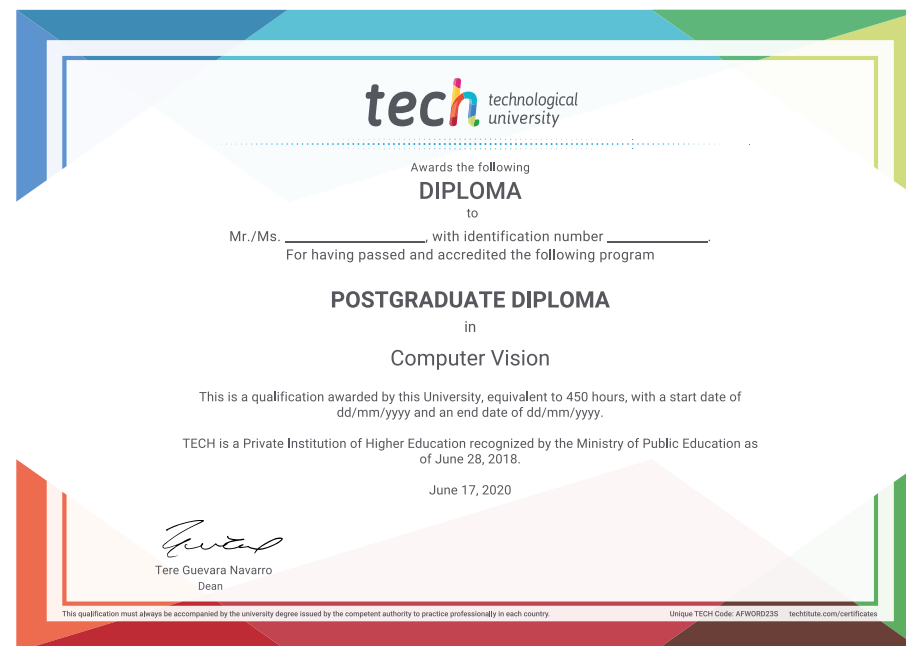 tech technological
university
Awards the following
DIPLOMA
to
Mr./Ms. ____________, with identification number ____________.
For having passed and accredited the following program
POSTGRADUATE DIPLOMA
in
Computer Vision
This is a qualification awarded by this University, equivalent to 450 hours, with a start date of
dd/mm/yyyy and an end date of dd/mm/yyyy.
TECH is a Private Institution of Higher Education recognized by the Ministry of Public Education as
of June 28, 2018.
June 17, 2020
Tere Guevara Navarro
Dean
This qualification must always be accompanied by the university degree issued by the competent authority to practice professionally in each country. Unique TECH Code: AFWORD23S techtitute.com/certificates